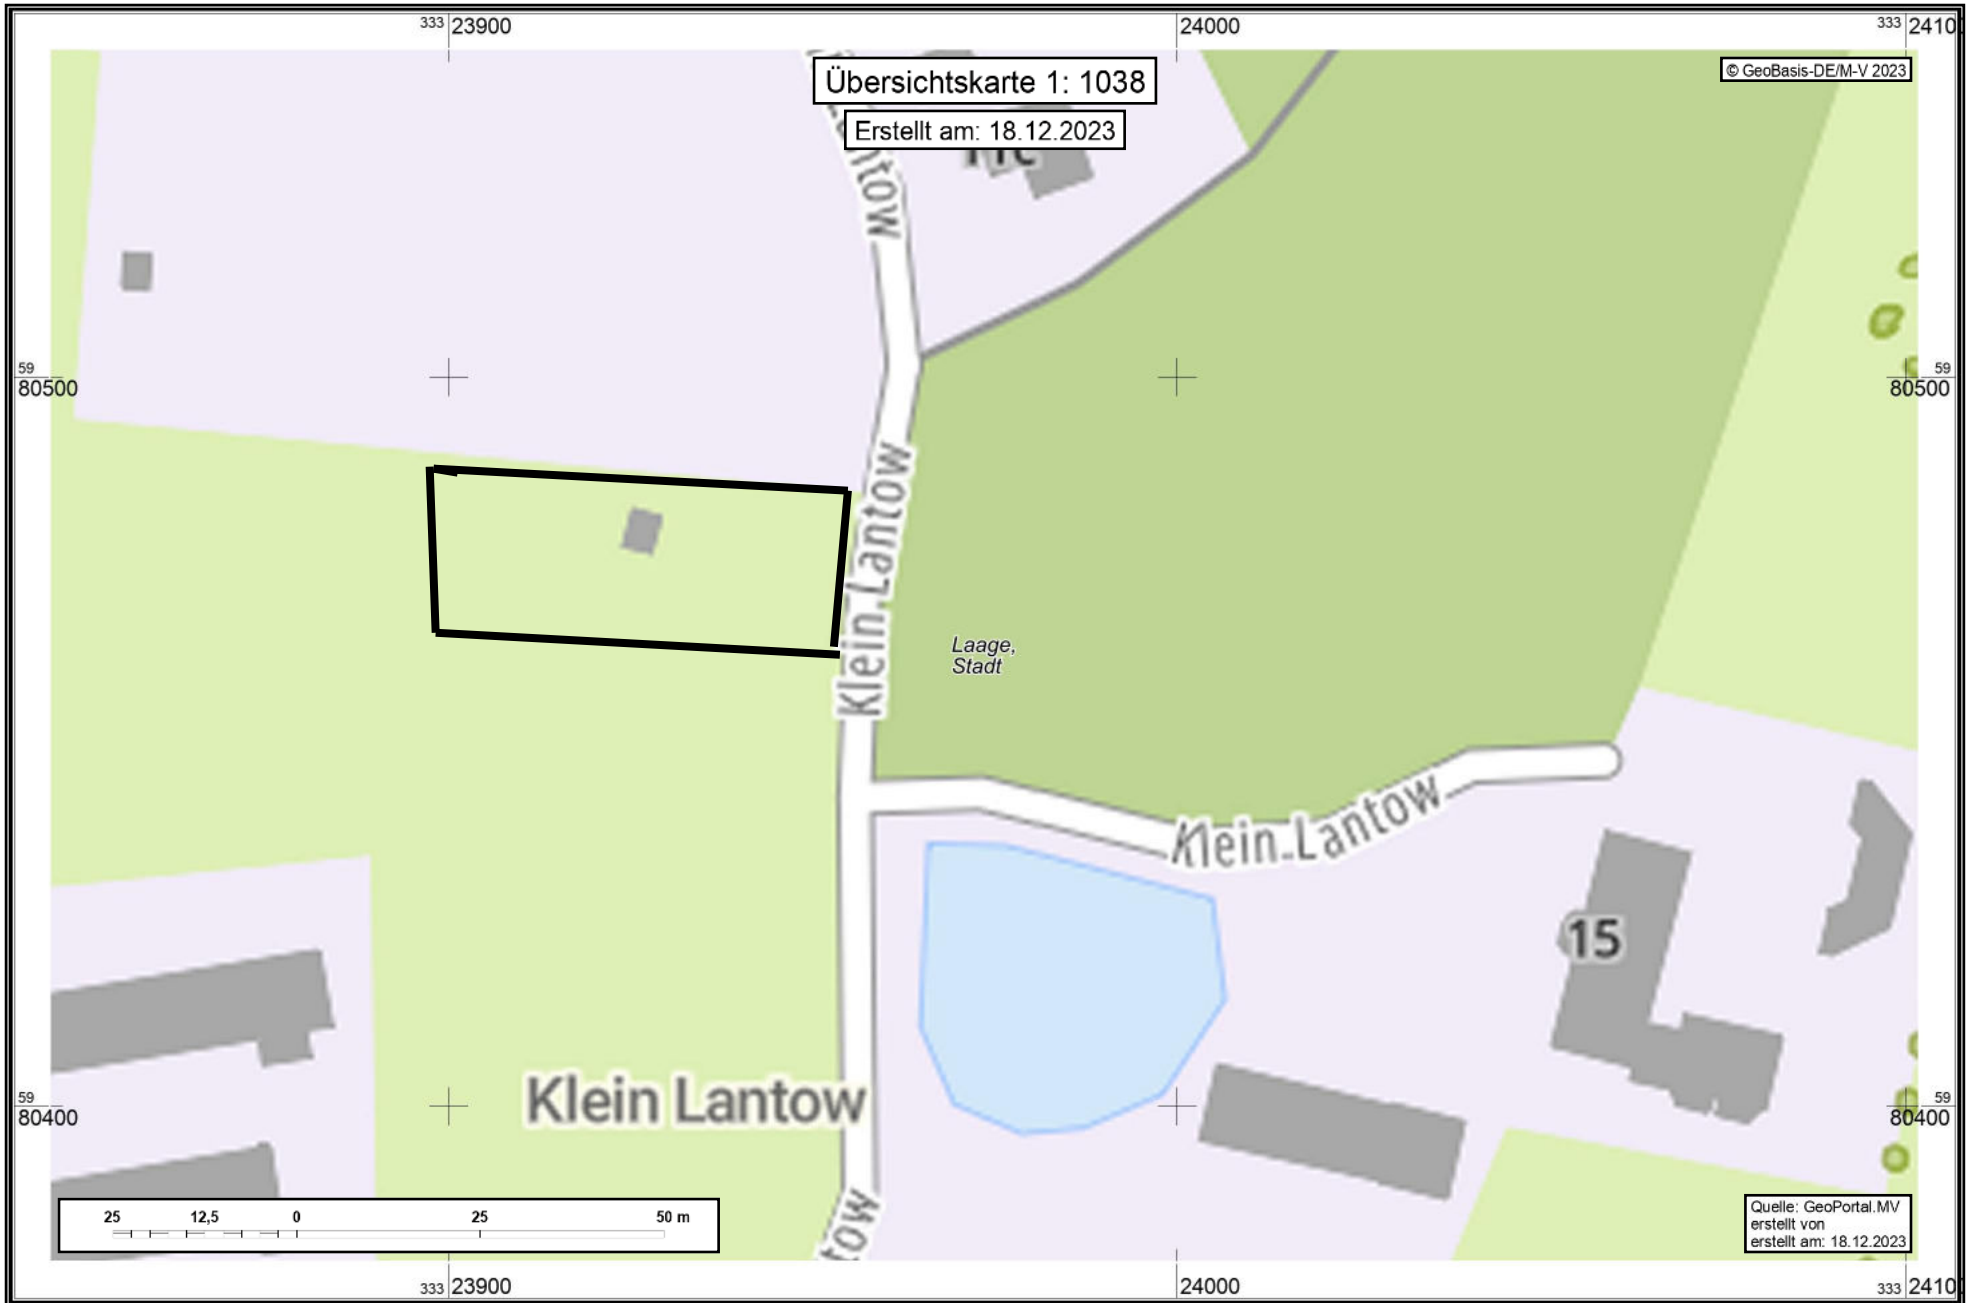 333 23900
333 24000
333 2410
Übersichtskarte 1: 1038
© GeoBasis-DE/M-V 2023
Erstellt am: 18.12.2023
11c
59
80500
59
80500
Klein Lantow
Laage,
Stadt
Klein Lantow
15
Klein Lantow
59
80400
59
80400
25 12,5 0 25 50 m
Quelle: GeoPortal.MV
erstellt von
erstellt am: 18.12.2023
333 23900
24000
333 2410